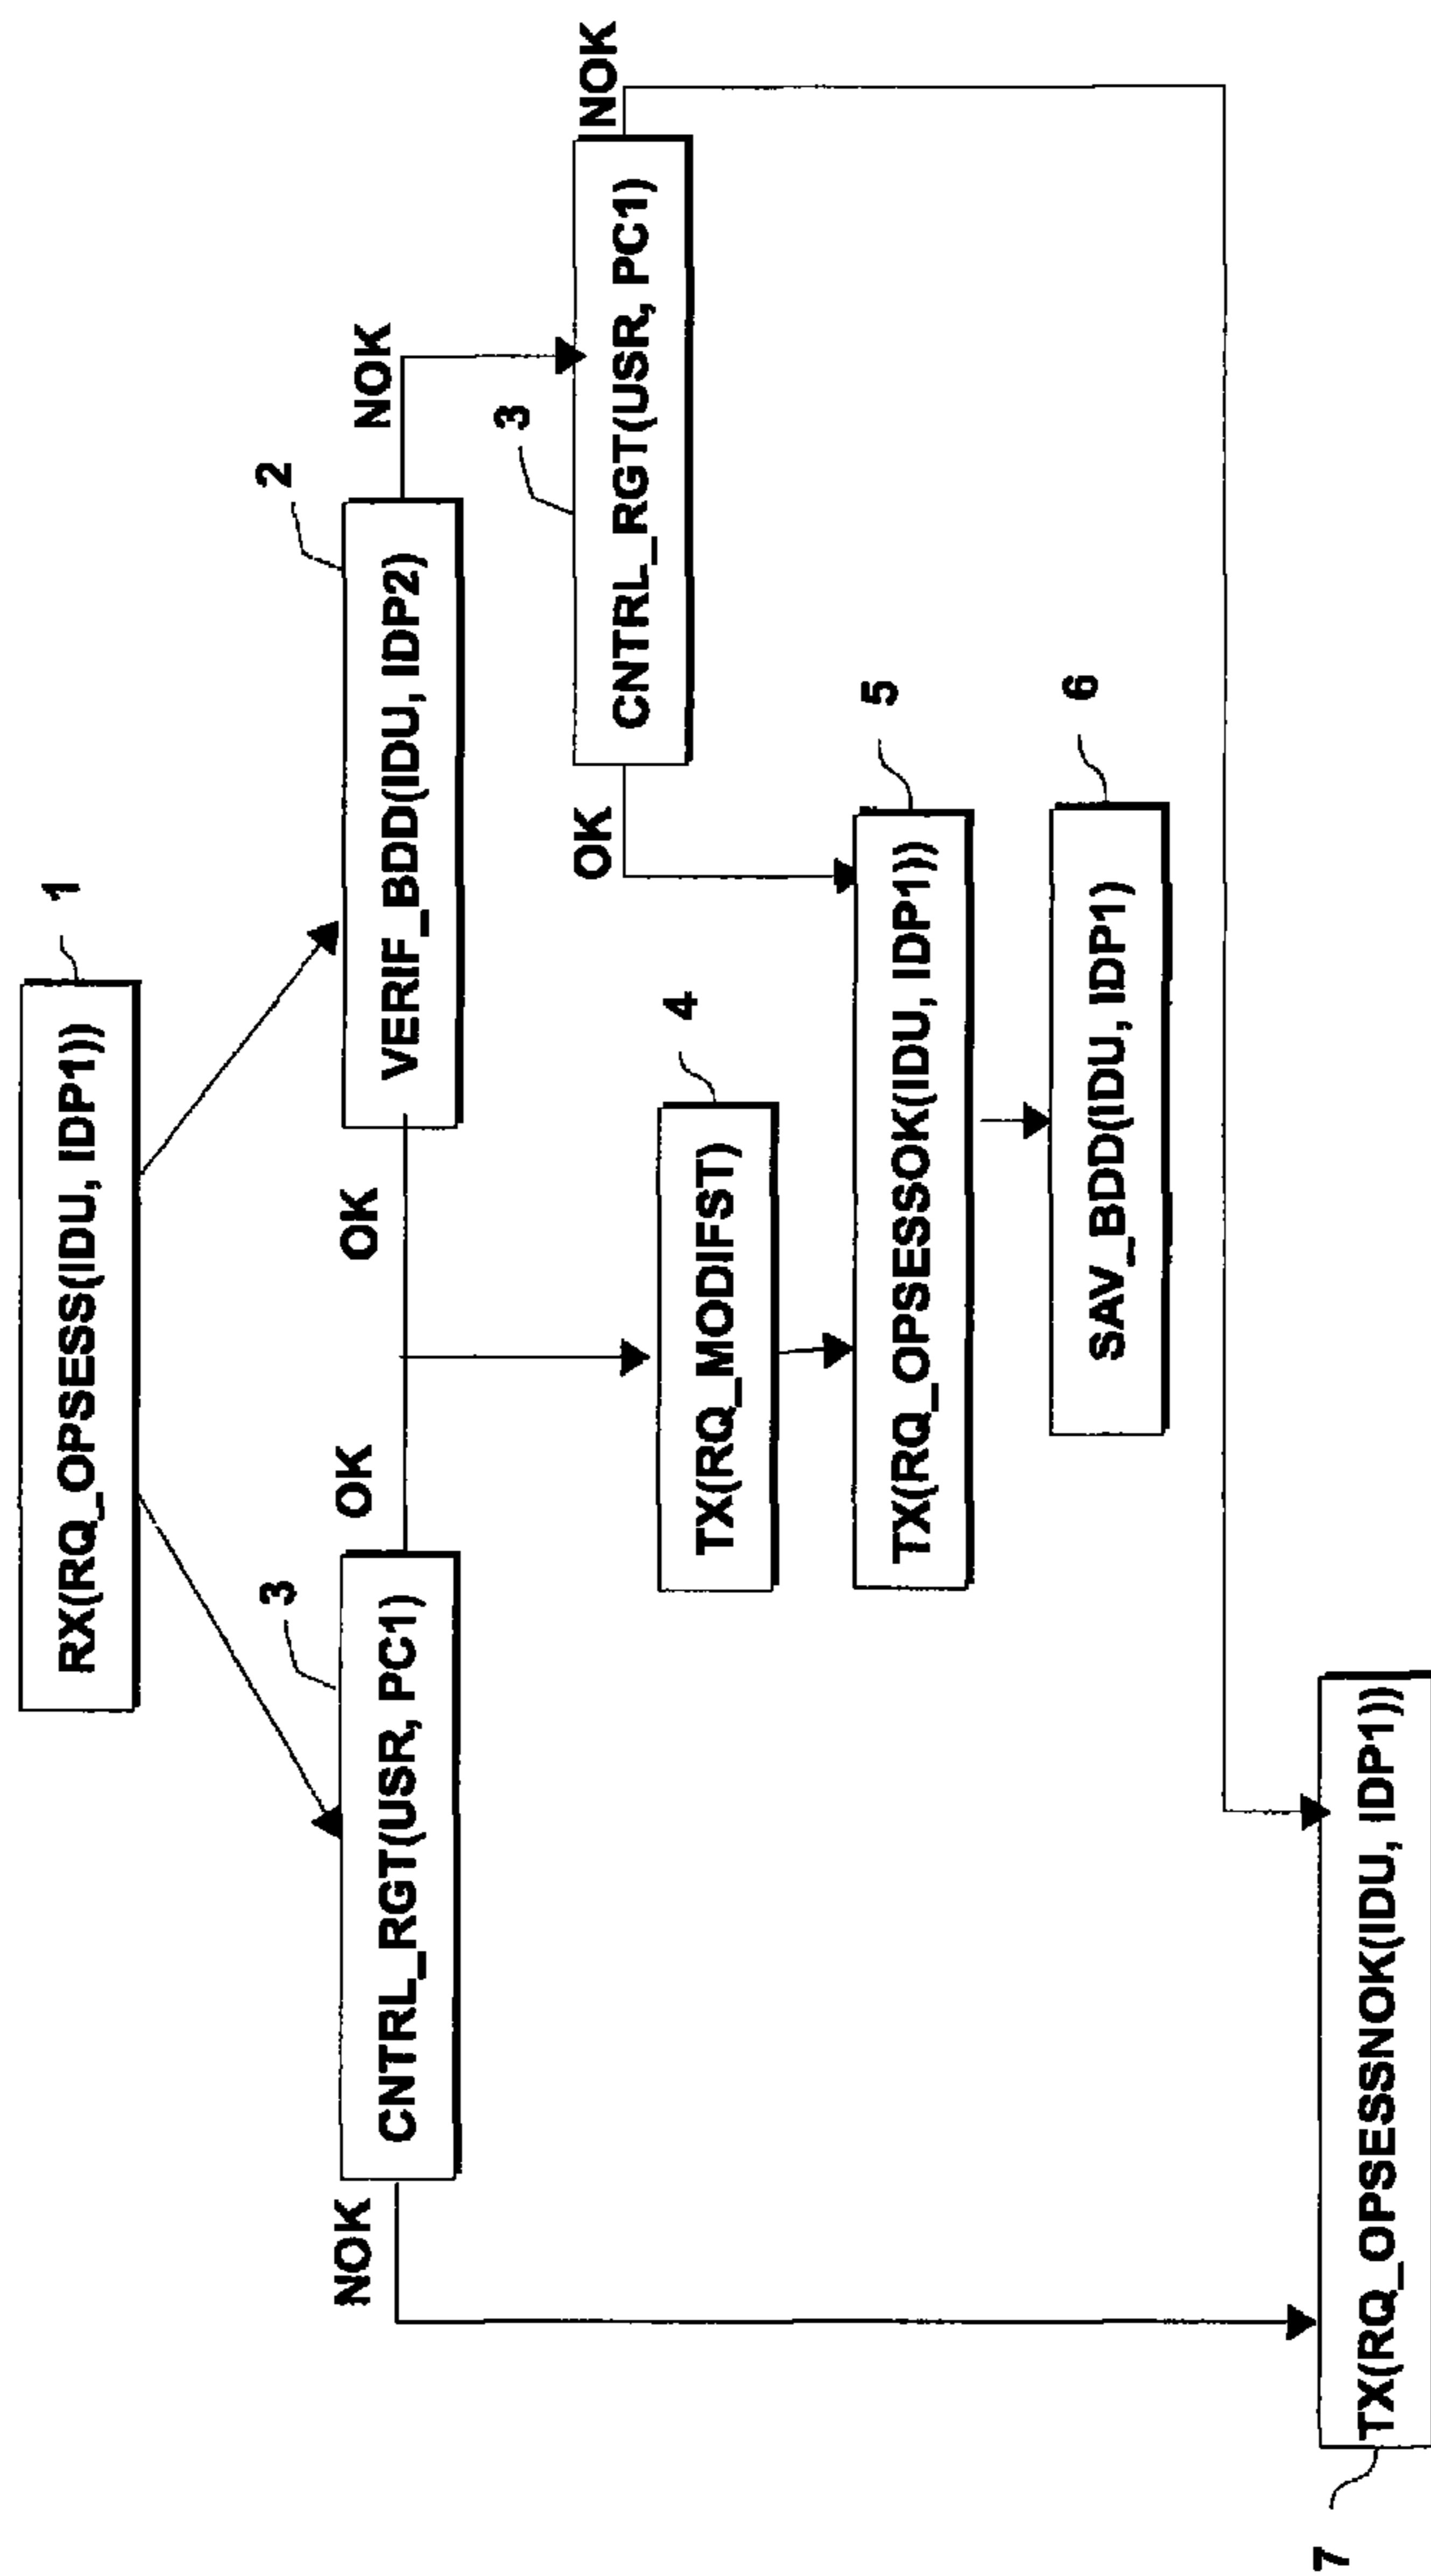 1
RX(RQ_OPSESS(IDU, IDP1))
3
CNTRL_RGT(USR, PC1)
NOK
OK
OK
2
VERIF_BDD(IDU, IDP2)
NOK
3
CNTRL_RGT(USR, PC1)
OK
NOK
4
TX(RQ_MODIFST)
5
TX(RQ_OPSESSOK(IDU, IDP1))
6
SAV_BDD(IDU, IDP1)
7
TX(RQ_OPSESSNOK(IDU, IDP1))